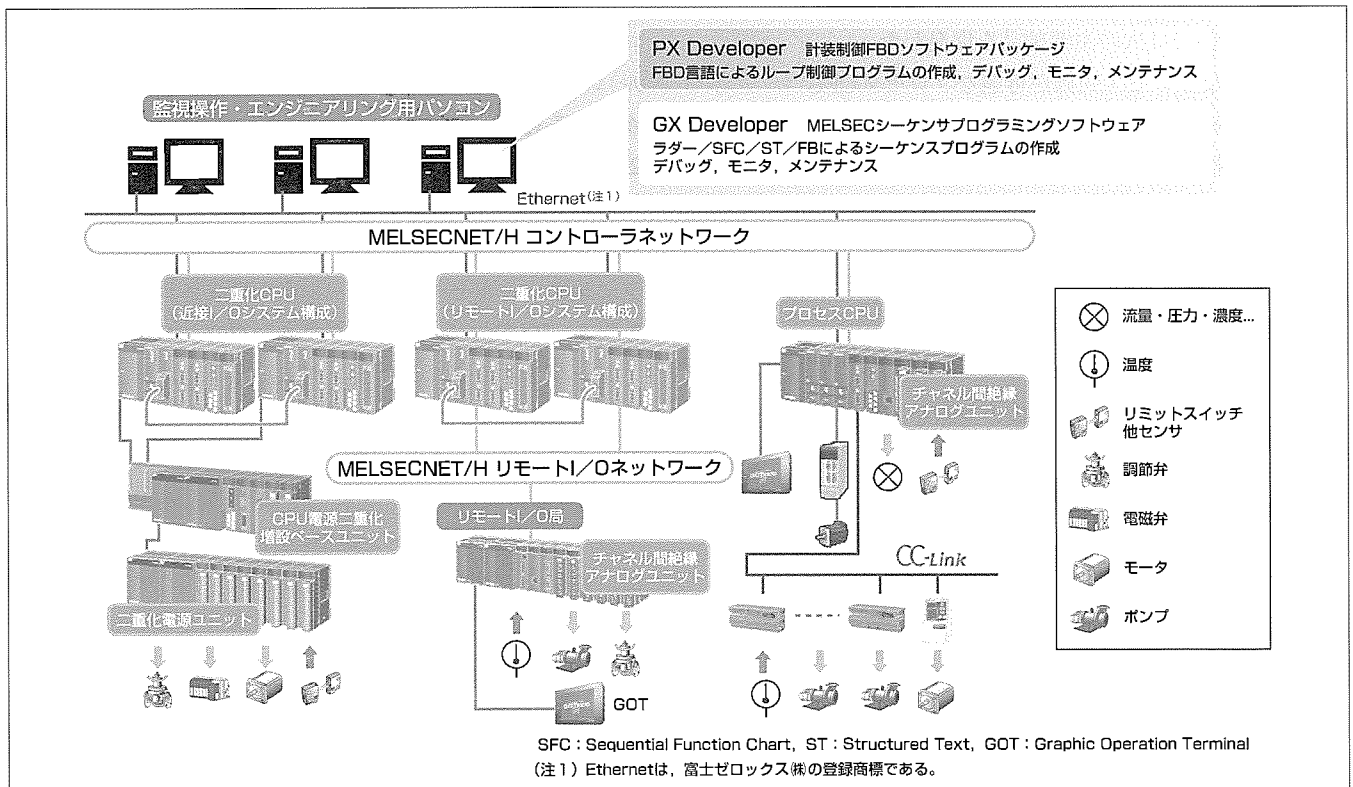 PX Developer 計装制御FBDソフトウェアパッケージ
FBD言語によるループ制御プログラムの作成，デバッグ，モニタ，メンテナンス
GX Developer MELSECシーケンサプログラミングソフトウェア
ラダー／SFC／ST／FBによるシーケンスプログラムの作成
デバッグ，モニタ，メンテナンス
監視操作・エンジニアリング用パソコン
Ethernet(注1)
MELSECNET/H コントローラネットワーク
二重化CPU
（近接I／Oシステム構成）
二重化CPU
（リモートI／Oシステム構成）
プロセスCPU
チャネル間絶縁
アナログユニット
MELSECNET/H リモートI／Oネットワーク
CPU電源二重化
増設ベースユニット
リモートI／O局
チャネル間絶縁
アナログユニット
二重化電源ユニット
CC-Link
GOT
流量・圧力・濃度...
温度
リミットスイッチ
他センサ
調節弁
電磁弁
モータ
ポンプ
SFC：Sequential Function Chart，ST：Structured Text，GOT：Graphic Operation Terminal
（注1）Ethernetは，富士ゼロックス㈱の登録商標である。